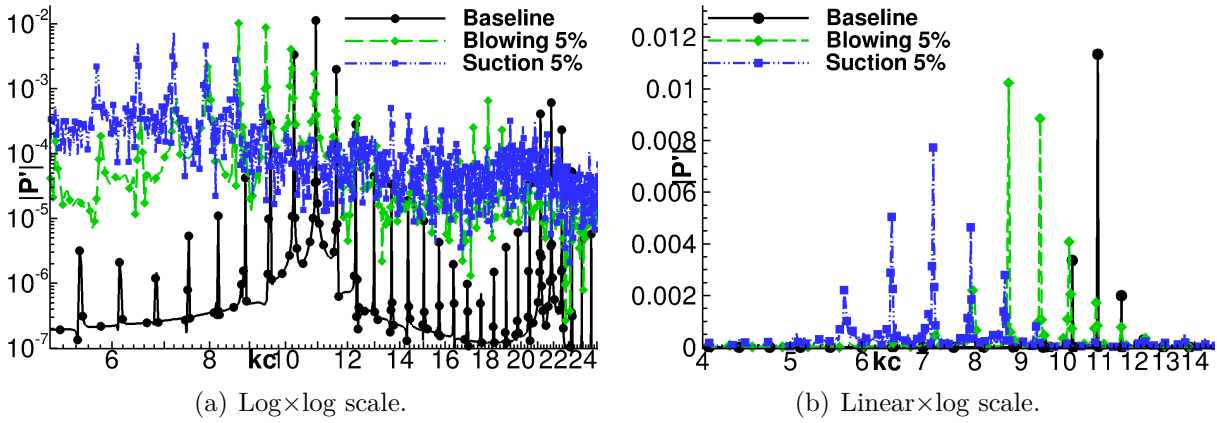 10⁻²
10⁻³
10⁻⁴
10⁻⁵
10⁻⁶
10⁻⁷
|P'|
Baseline
Blowing 5%
Suction 5%
6 8 10 12 14 16 18 20 22 24
kc
(a) Log×log scale.
0.012
0.01
0.008
0.006
0.004
0.002
0
|P'|
Baseline
Blowing 5%
Suction 5%
4 5 6 7 8 9 10 11 12 13 14
kc
(b) Linear×log scale.